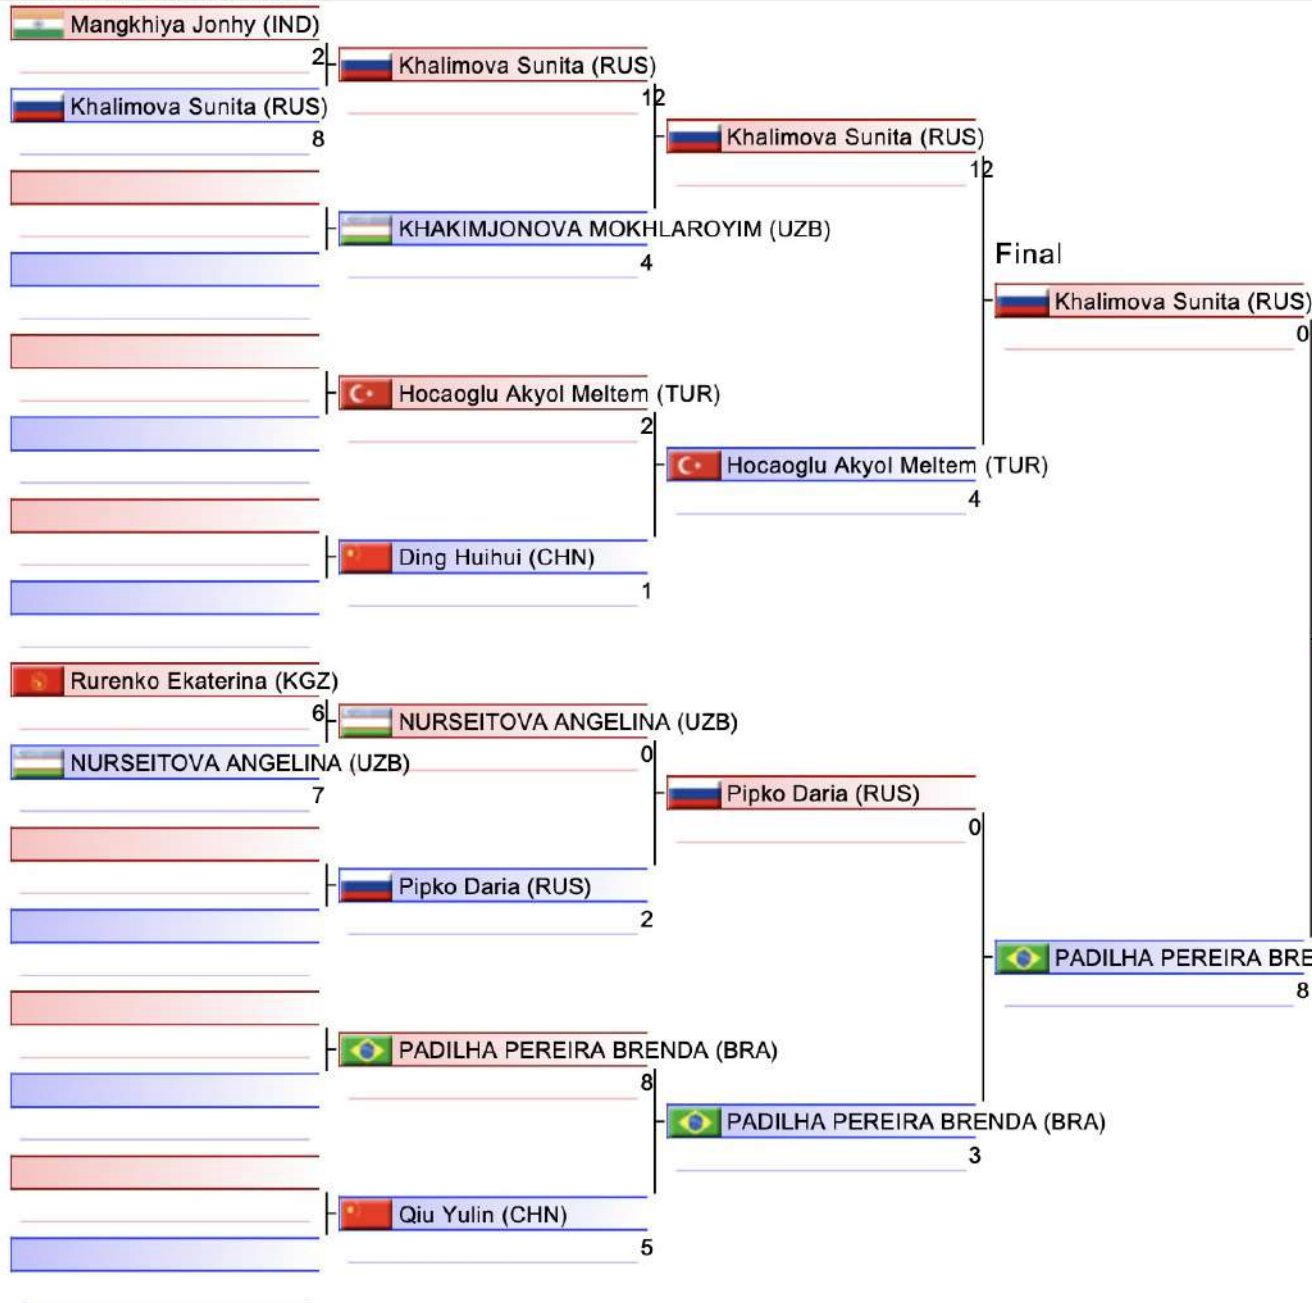 Mangkhiya Jonhy (IND)
2
Khalimova Sunita (RUS)
8
Khalimova Sunita (RUS)
12
KHAKIMJONOVA MOKHLAROYIM (UZB)
4
Hocaoglu Akyol Meltem (TUR)
2
Ding Huihui (CHN)
1
Rurenko Ekaterina (KGZ)
6
NURSEITOVA ANGELINA (UZB)
7
NURSEITOVA ANGELINA (UZB)
0
Pipko Daria (RUS)
2
PADILHA PEREIRA BRENDA (BRA)
8
Qiu Yulin (CHN)
5
Khalimova Sunita (RUS)
12
Hocaoglu Akyol Meltem (TUR)
4
Pipko Daria (RUS)
0
PADILHA PEREIRA BRENDA (BRA)
3
Final
Khalimova Sunita (RUS)
0
PADILHA PEREIRA BRE
8